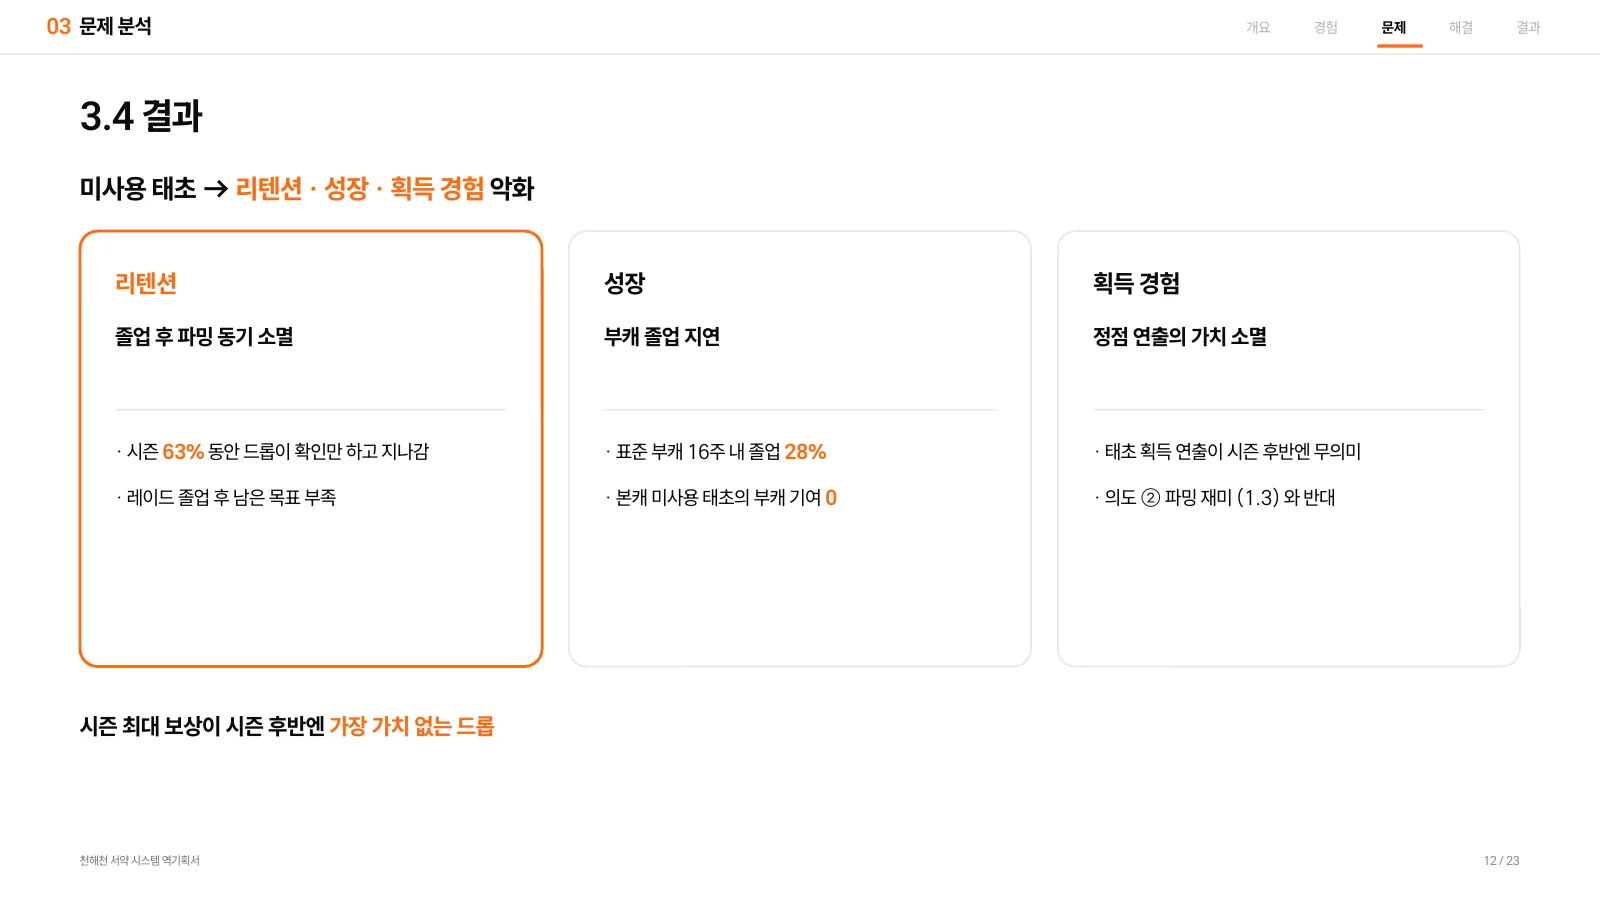 03 문제 분석
개요 경험 문제 해결 결과
3.4 결과
미사용 태초 → 리텐션 · 성장 · 획득 경험 악화
리텐션
졸업 후 파밍 동기 소멸
· 시즌 63% 동안 드롭이 확인만 하고 지나감
· 레이드 졸업 후 남은 목표 부족
성장
부캐 졸업 지연
· 표준 부캐 16주 내 졸업 28%
· 본캐 미사용 태초의 부캐 기여 0
획득 경험
정점 연출의 가치 소멸
· 태초 획득 연출이 시즌 후반엔 무의미
· 의도 ② 파밍 재미 (1.3) 와 반대
시즌 최대 보상이 시즌 후반엔 가장 가치 없는 드롭
천해천 서약 시스템 역기획서
12 / 23